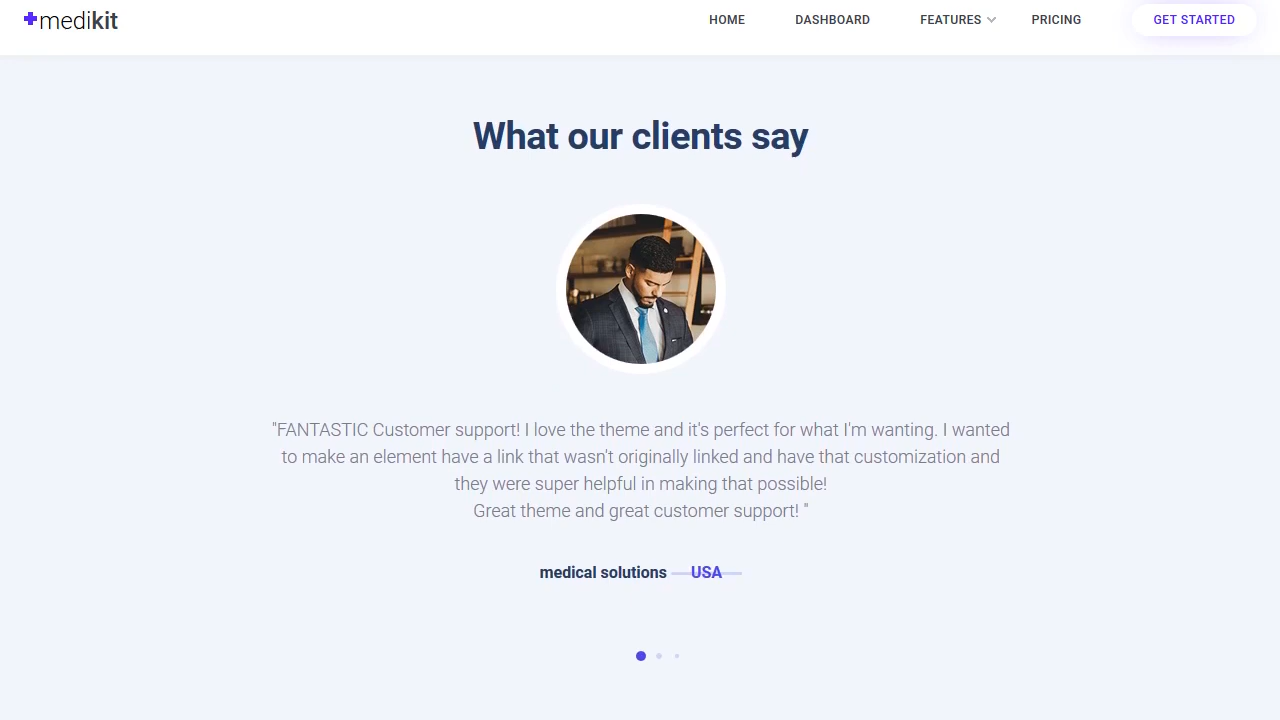 medikit
HOME
DASHBOARD
FEATURES
PRICING
GET STARTED
What our clients say
"FANTASTIC Customer support! I love the theme and it's perfect for what I'm wanting. I wanted
to make an element have a link that wasn't originally linked and have that customization and
they were super helpful in making that possible!
Great theme and great customer support! "
medical solutions USA